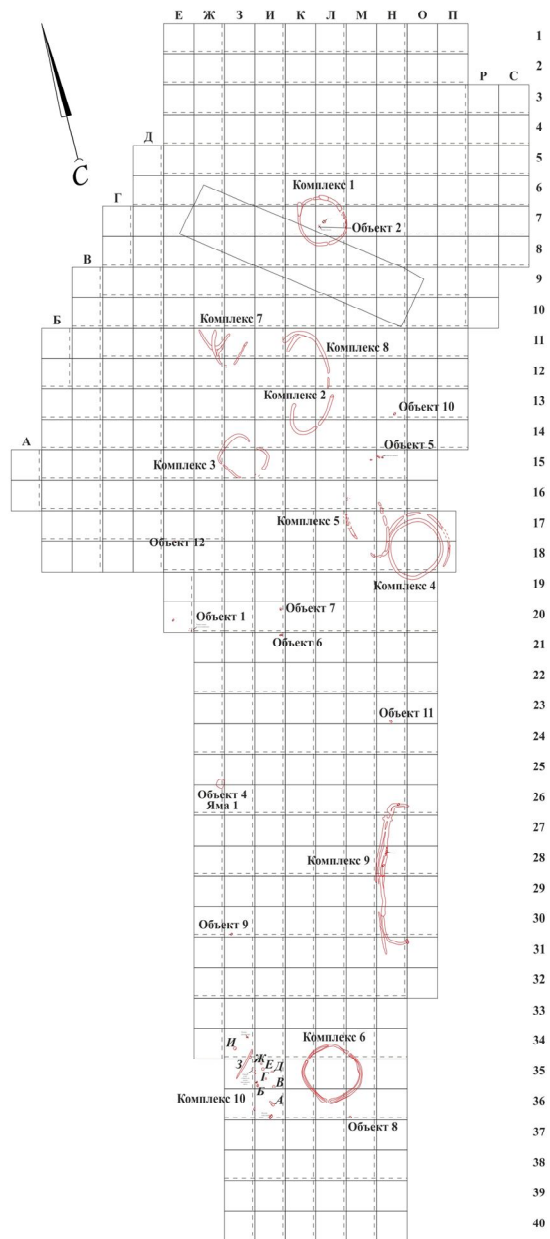 Е Ж З И К Л М Н О П
1
2
Р С
3
4
Д
5
С
Комплекс 1
6
Г
7
Объект 2
8
В
9
10
Б
Комплекс 7
11
Комплекс 8
12
Комплекс 2
13
Объект 10
14
А
Объект 5
15
Комплекс 3
16
Комплекс 5
17
Объект 12
18
Комплекс 4
19
Объект 7
20
Объект 1
Объект 6
21
22
23
Объект 11
24
25
Объект 4
26
Яма 1
27
Комплекс 9
28
29
30
Объект 9
31
32
33
И
Комплекс 6
34
З Ж Е Д
35
Г В
Комплекс 10
Б А
36
Объект 8
37
38
39
40